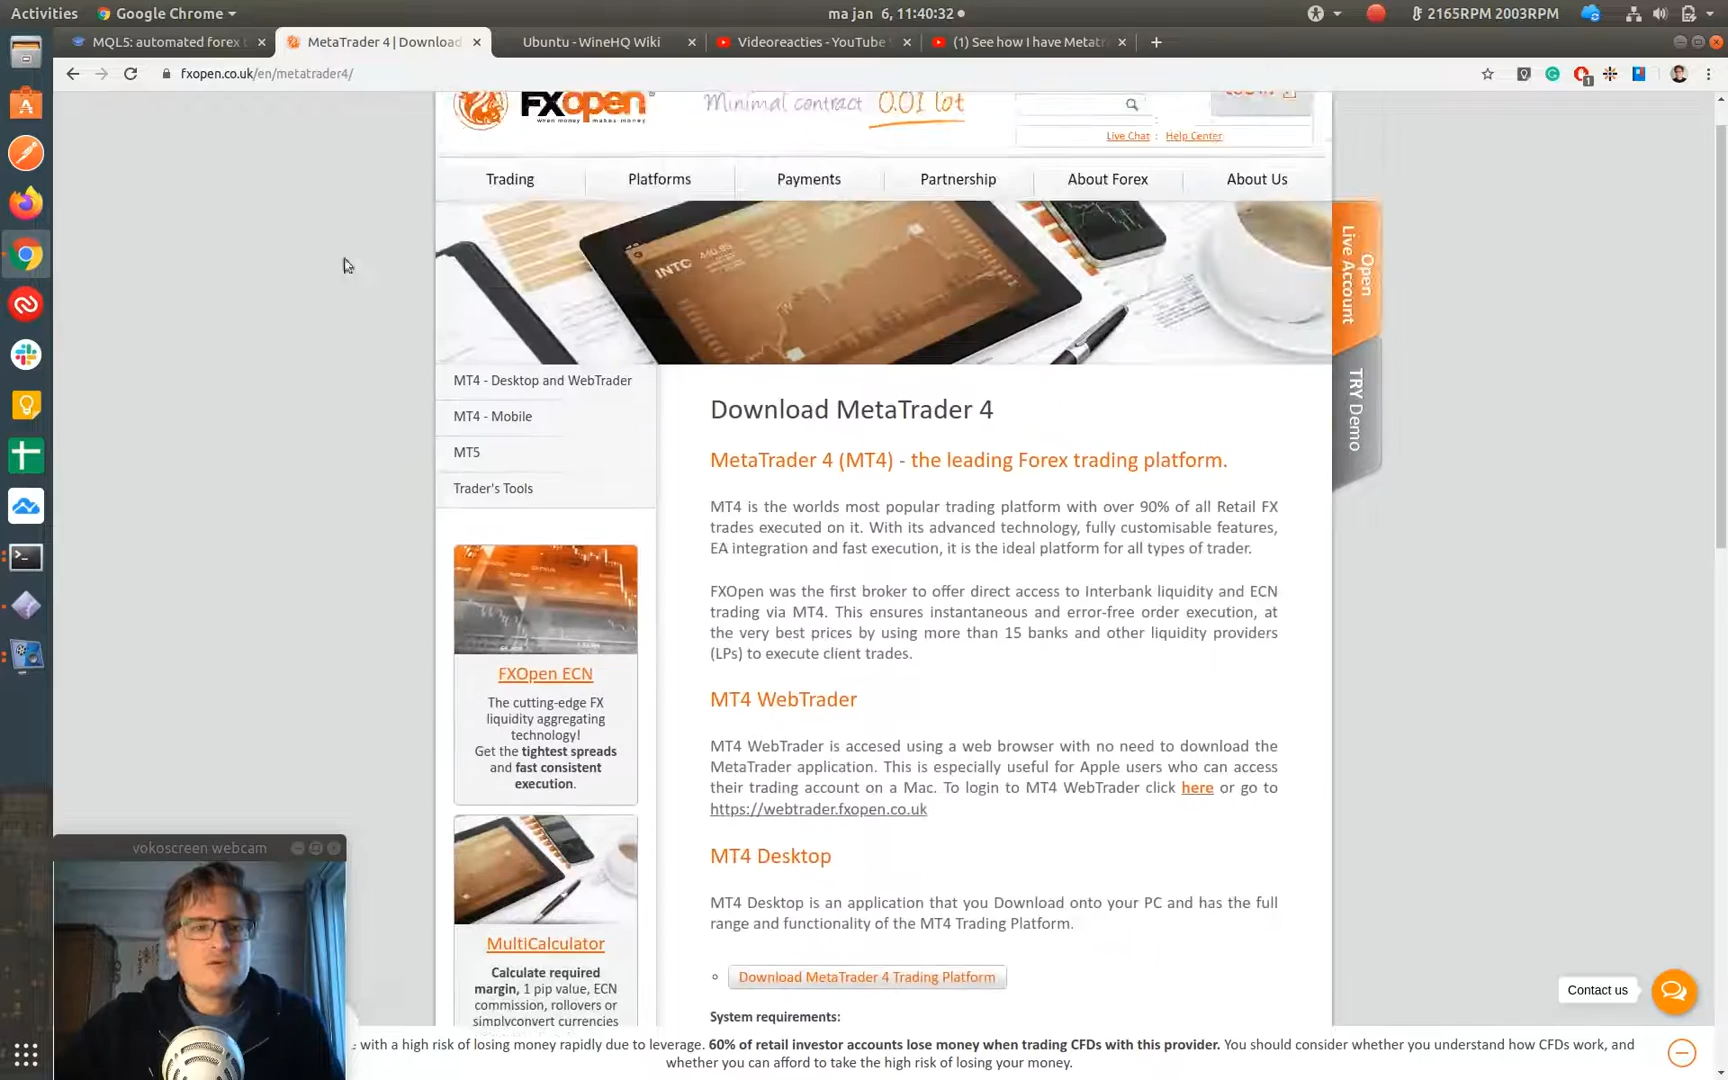 Activities
Google Chrome
ma jan 6, 11:40:32
2165RPM 2003RPM
MQL5: automated forex t
MetaTrader 4 | Download
Ubuntu - WineHQ Wiki
Videoreacties - YouTube
(1) See how I have Metatr
fxopen.co.uk/en/metatrader4/
FXOpen
when money makes money
Minimal contract 0.01 lot
Live Chat : Help Center
Trading
Platforms
Payments
Partnership
About Forex
About Us
INTC 440.95
Open
Live Account
TRY Demo
MT4 - Desktop and WebTrader
MT4 - Mobile
MT5
Trader's Tools
FXOpen ECN
The cutting-edge FX
liquidity aggregating
technology!
Get the tightest spreads
and fast consistent
execution.
MultiCalculator
Calculate required
margin, 1 pip value, ECN
commission, rollovers or
simplyconvert currencies
Download MetaTrader 4
MetaTrader 4 (MT4) - the leading Forex trading platform.
MT4 is the worlds most popular trading platform with over 90% of all Retail FX
trades executed on it. With its advanced technology, fully customisable features,
EA integration and fast execution, it is the ideal platform for all types of trader.
FXOpen was the first broker to offer direct access to Interbank liquidity and ECN
trading via MT4. This ensures instantaneous and error-free order execution, at
the very best prices by using more than 15 banks and other liquidity providers
(LPs) to execute client trades.
MT4 WebTrader
MT4 WebTrader is accesed using a web browser with no need to download the
MetaTrader application. This is especially useful for Apple users who can access
their trading account on a Mac. To login to MT4 WebTrader click here or go to
https://webtrader.fxopen.co.uk
MT4 Desktop
MT4 Desktop is an application that you Download onto your PC and has the full
range and functionality of the MT4 Trading Platform.
Download MetaTrader 4 Trading Platform
System requirements:
Contact us
vokoscreen webcam
e with a high risk of losing money rapidly due to leverage. 60% of retail investor accounts lose money when trading CFDs with this provider. You should consider whether you understand how CFDs work, and
whether you can afford to take the high risk of losing your money.